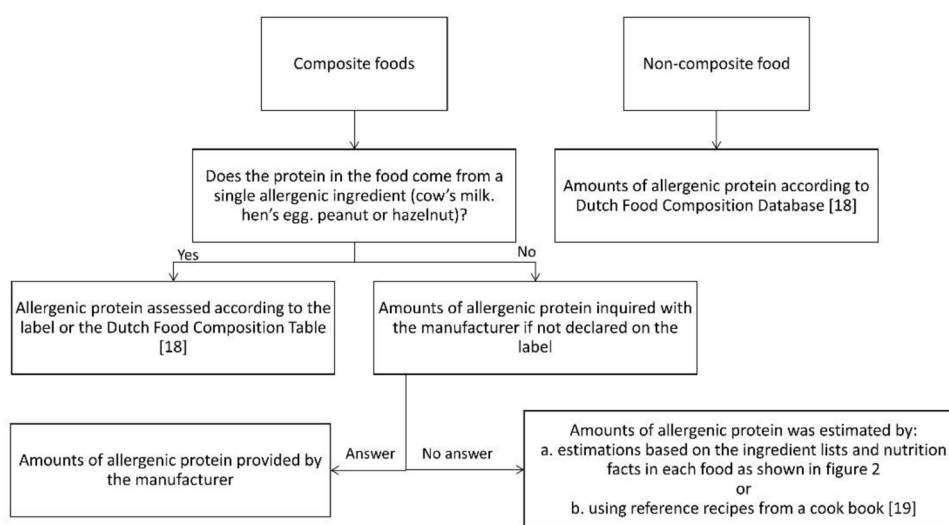 Composite foods
Non-composite food
Does the protein in the food come from a
single allergenic ingredient (cow's milk.
hen's egg. peanut or hazelnut)?
Amounts of allergenic protein according to
Dutch Food Composition Database [18]
Yes
No
Allergenic protein assessed according to the
label or the Dutch Food Composition Table
[18]
Amounts of allergenic protein inquired with
the manufacturer if not declared on the
label
Amounts of allergenic protein provided by
the manufacturer
Answer
No answer
Amounts of allergenic protein was estimated by:
a. estimations based on the ingredient lists and nutrition
facts in each food as shown in figure 2
or
b. using reference recipes from a cook book [19]